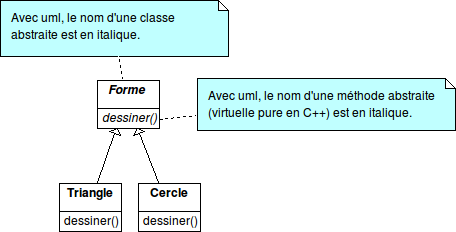 Avec uml, le nom d'une classe
abstraite est en italique.
Forme
dessiner()
Avec uml, le nom d'une méthode abstraite
(virtuelle pure en C++) est en italique.
Triangle
dessiner()
Cercle
dessiner()